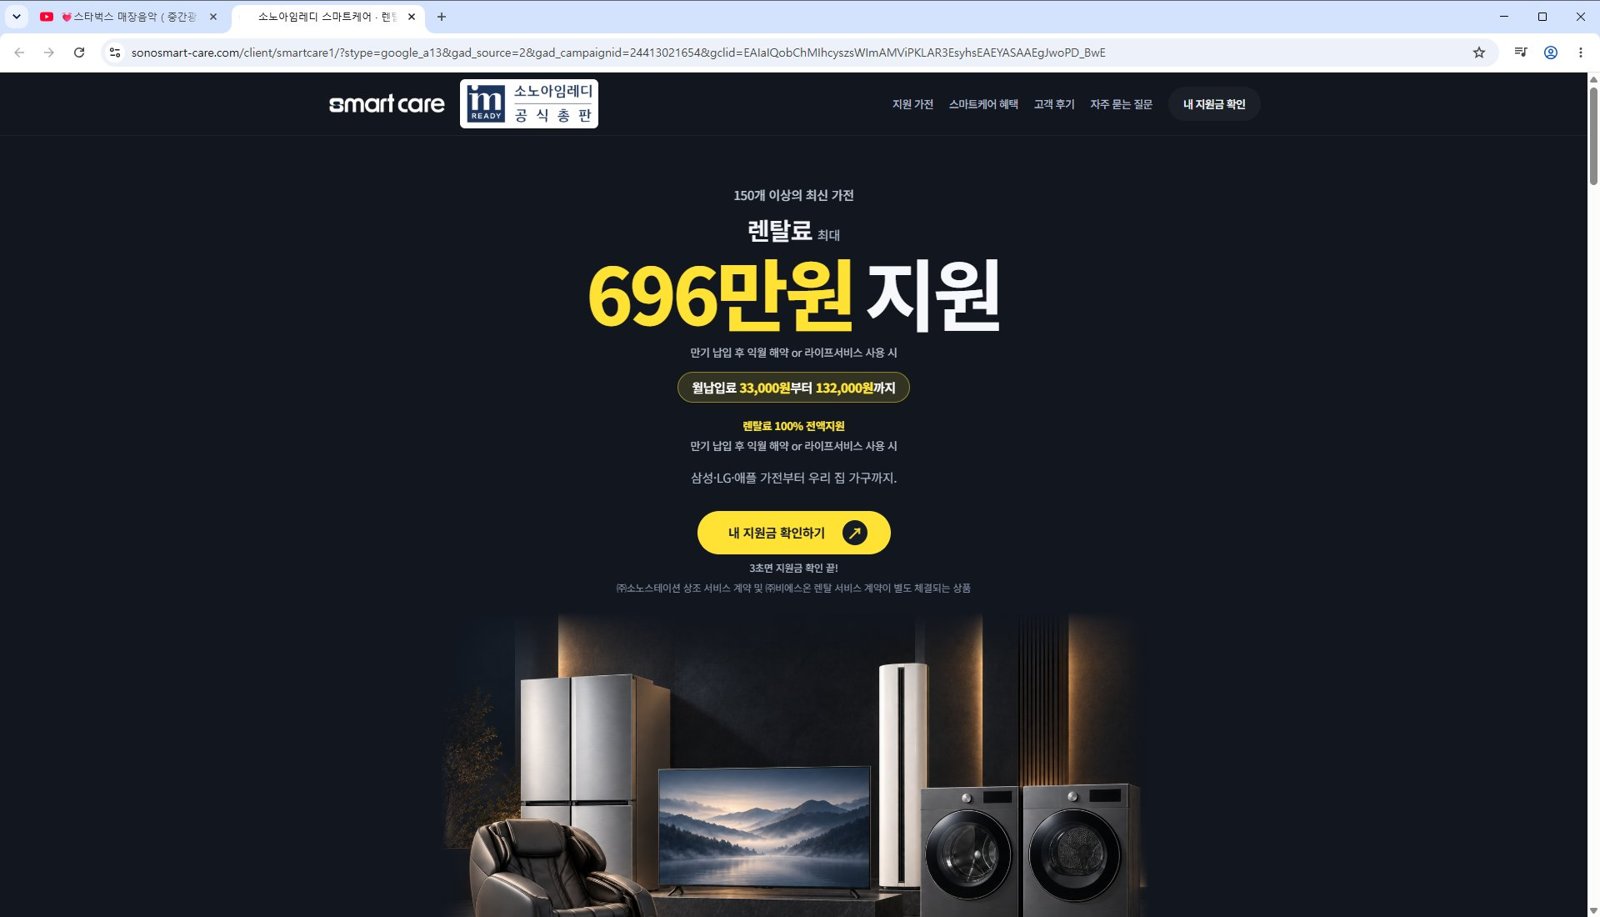 💗스타벅스 매장음악 ( 중간광
소노아임레디 스마트케어 · 렌탈
sonosmart-care.com/client/smartcare1/?stype=google_a13&gad_source=2&gad_campaignid=24413021654&gclid=EAIaIQobChMIhcyszsWImAMViPKLAR3EsyhsEAEYASAAEgJwoPD_BwE
smart care
im READY
소노아임레디
공식총판
지원 가전
스마트케어 혜택
고객 후기
자주 묻는 질문
내 지원금 확인
150개 이상의 최신 가전
렌탈료 최대
696만원 지원
만기 납입 후 익월 해약 or 라이프서비스 사용 시
월납입료 33,000원부터 132,000원까지
렌탈료 100% 전액지원
만기 납입 후 익월 해약 or 라이프서비스 사용 시
삼성·LG·애플 가전부터 우리 집 가구까지.
내 지원금 확인하기
3초면 지원금 확인 끝!
㈜소노스테이션 상조 서비스 계약 및 ㈜비에스온 렌탈 서비스 계약이 별도 체결되는 상품